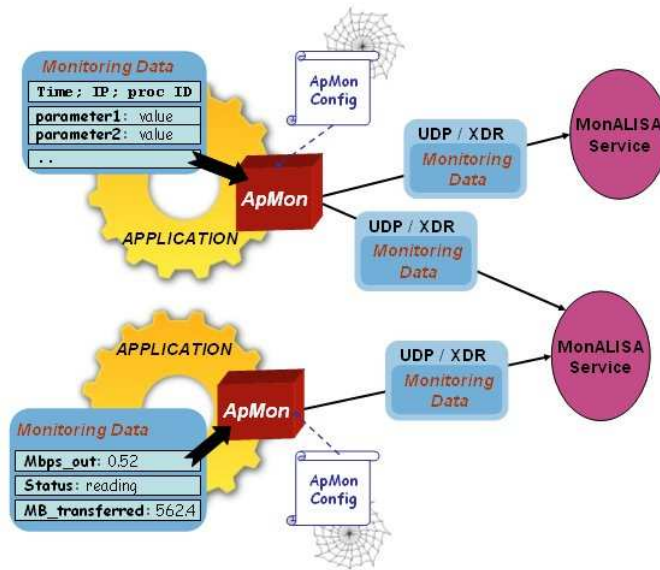 Monitoring Data
Time; IP; proc ID
parameter1: value
parameter2: value
..
ApMon
Config
ApMon
APPLICATION
UDP / XDR
Monitoring
Data
MonALISA
Service
UDP / XDR
Monitoring
Data
APPLICATION
ApMon
UDP / XDR
Monitoring
Data
MonALISA
Service
Monitoring Data
Mbps_out: 0.52
Status: reading
MB_transferred: 562.4
ApMon
Config